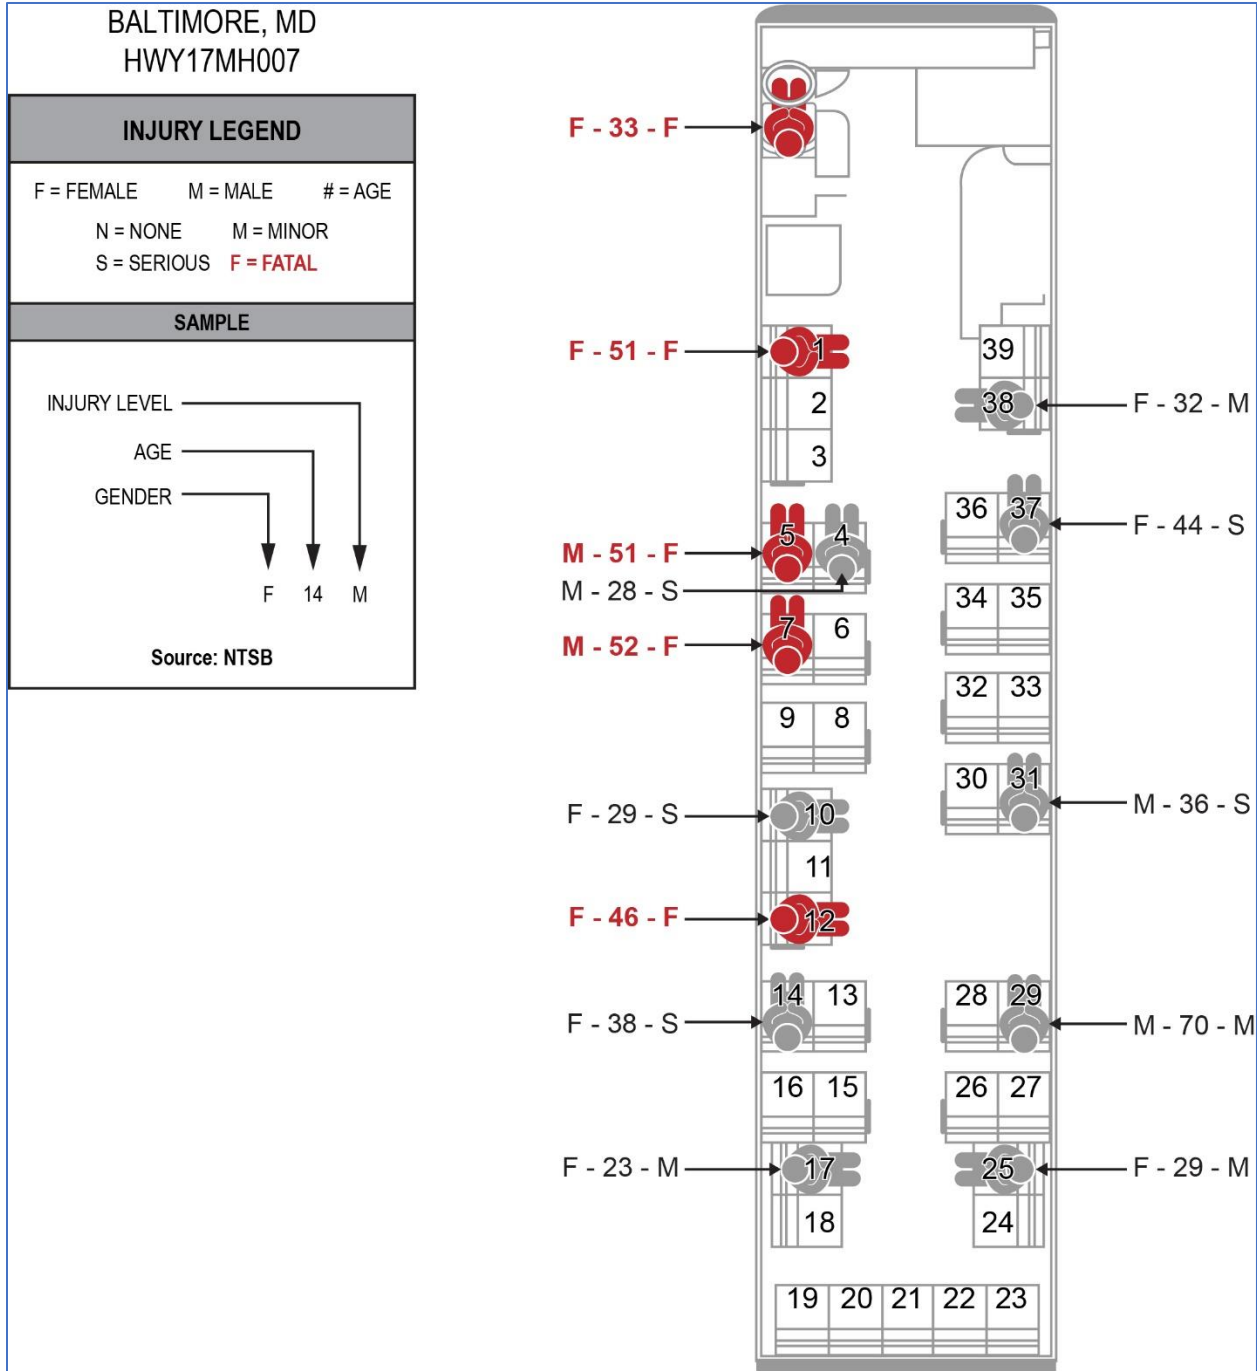 BALTIMORE, MD
HWY17MH007
INJURY LEGEND
F = FEMALE M = MALE # = AGE
N = NONE M = MINOR
S = SERIOUS F = FATAL
SAMPLE
INJURY LEVEL
AGE
GENDER
F 14 M
Source: NTSB
F - 33 - F
F - 51 - F
1
39
2
38
F - 32 - M
3
36
37
F - 44 - S
M - 51 - F
5
4
M - 28 - S
34
35
M - 52 - F
7
6
32
33
9
8
30
31
M - 36 - S
F - 29 - S
10
11
F - 46 - F
12
F - 38 - S
14
13
28
29
M - 70 - M
16
15
26
27
F - 23 - M
17
25
F - 29 - M
18
24
19 20 21 22 23